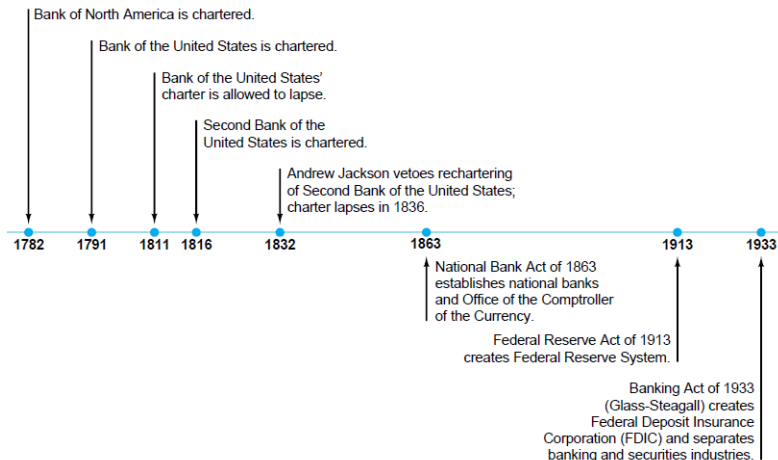 Bank of North America is chartered.
Bank of the United States is chartered.
Bank of the United States'
charter is allowed to lapse.
Second Bank of the
United States is chartered.
Andrew Jackson vetoes rechartering
of Second Bank of the United States;
charter lapses in 1836.
1782 1791 1811 1816 1832 1863 1913 1933
National Bank Act of 1863
establishes national banks
and Office of the Comptroller
of the Currency.
Federal Reserve Act of 1913
creates Federal Reserve System.
Banking Act of 1933
(Glass-Steagall) creates
Federal Deposit Insurance
Corporation (FDIC) and separates
banking and securities industries.